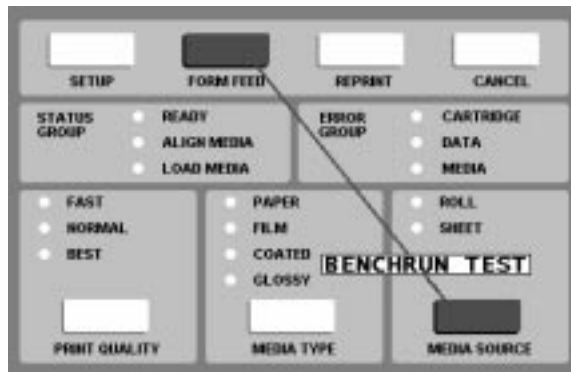 SETUP
FORM FEED
REPRINT
CANCEL
STATUS GROUP
READY
ALIGN MEDIA
LOAD MEDIA
ERROR GROUP
CARTRIDGE
DATA
MEDIA
FAST
NORMAL
BEST
PAPER
FILM
COATED
GLOSSY
ROLL
SHEET
BENCHRUN TEST
PRINT QUALITY
MEDIA TYPE
MEDIA SOURCE